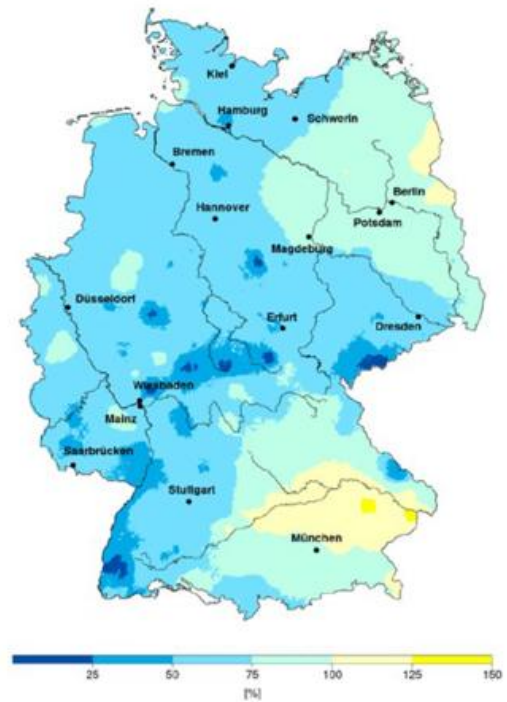 Kiel
Hamburg
Schwerin
Bremen
Berlin
Hannover
Potsdam
Magdeburg
Düsseldorf
Erfurt
Dresden
Wiesbaden
Mainz
Saarbrücken
Stuttgart
München
25 50 75 100 125 150
[%]